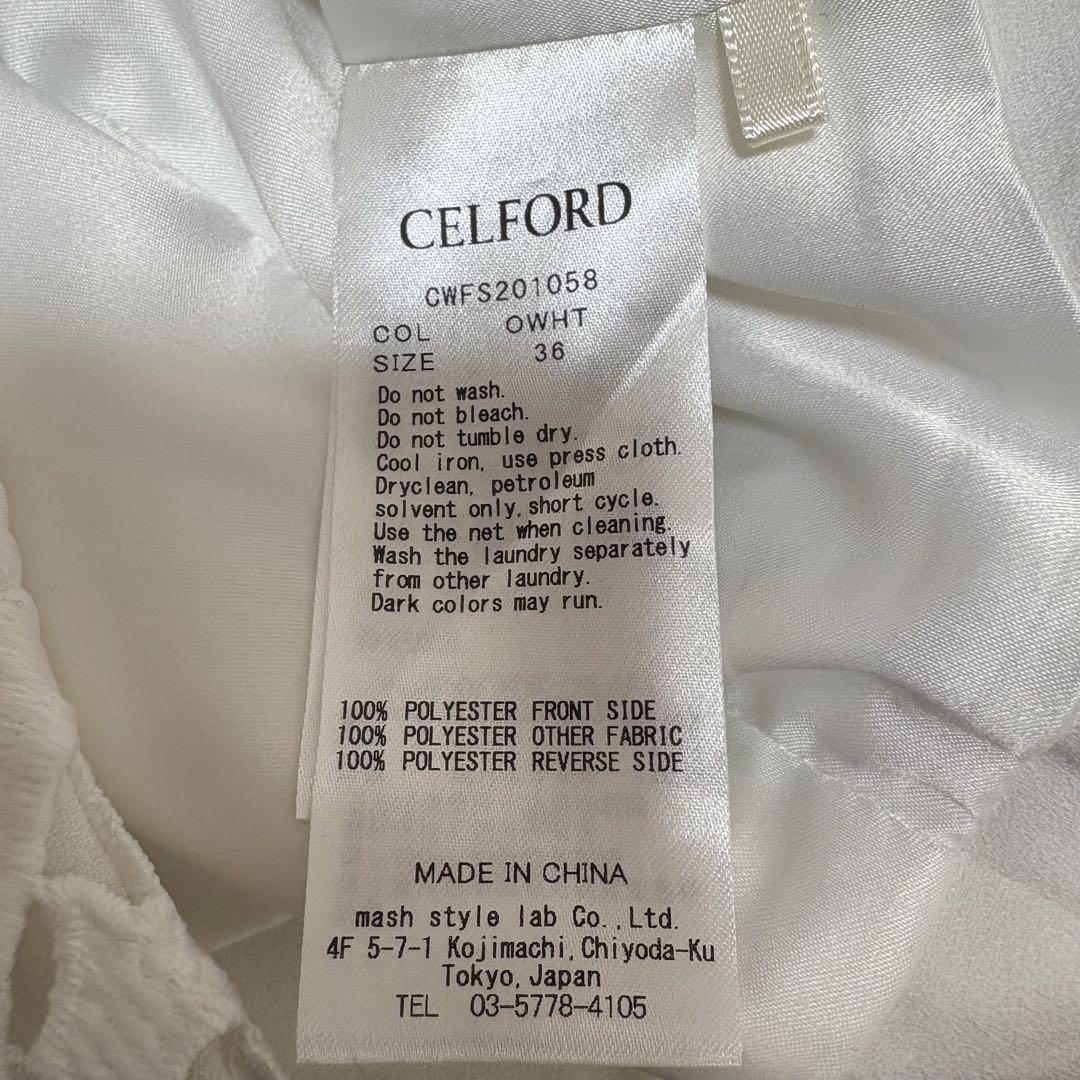 CELFORD
CWFS201058
COL OWHT
SIZE 36
Do not wash.
Do not bleach.
Do not tumble dry.
Cool iron, use press cloth.
Dryclean, petroleum
solvent only, short cycle.
Use the net when cleaning.
Wash the laundry separately
from other laundry.
Dark colors may run.
100% POLYESTER FRONT SIDE
100% POLYESTER OTHER FABRIC
100% POLYESTER REVERSE SIDE
MADE IN CHINA
mash style lab Co.,Ltd.
4F 5-7-1 Kojimachi,Chiyoda-Ku
Tokyo,Japan
TEL 03-5778-4105